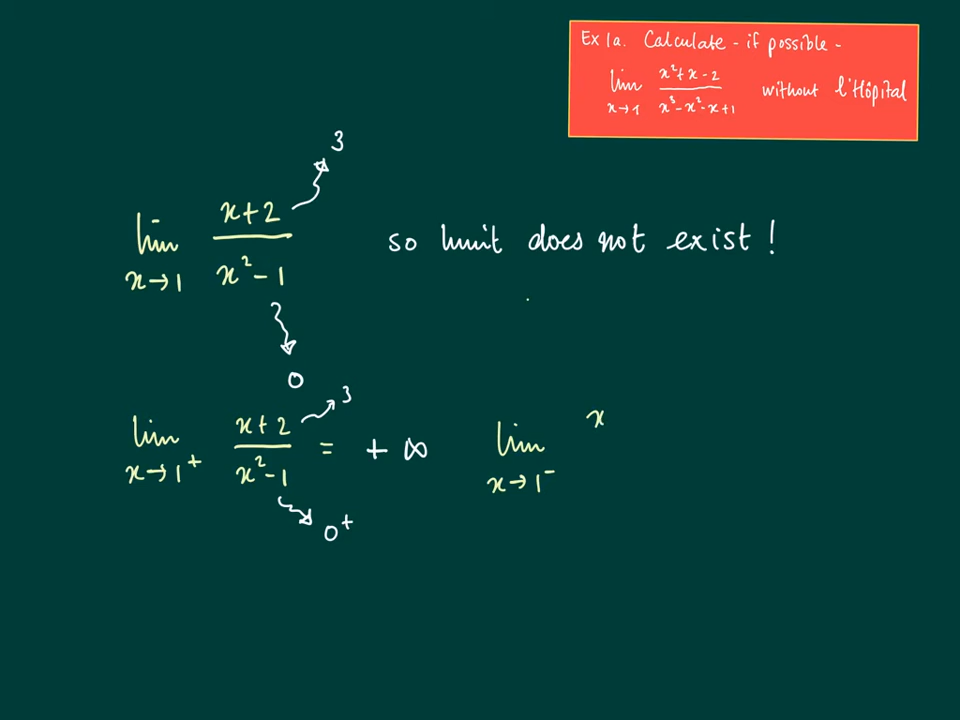 Ex 1a. Calculate - if possible -
lim x→1 (x²+x-2)/(x³-x²-x+1) without l'Hôpital
3
lim x→1 (x+2)/(x²-1) so limit does not exist!
0
lim x→1⁺ (x+2)/(x²-1) = +∞ lim x→1⁻ x
3
0⁺